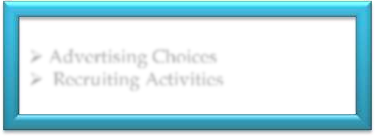 ➢ Advertising Choices
➢ Recruiting Activities